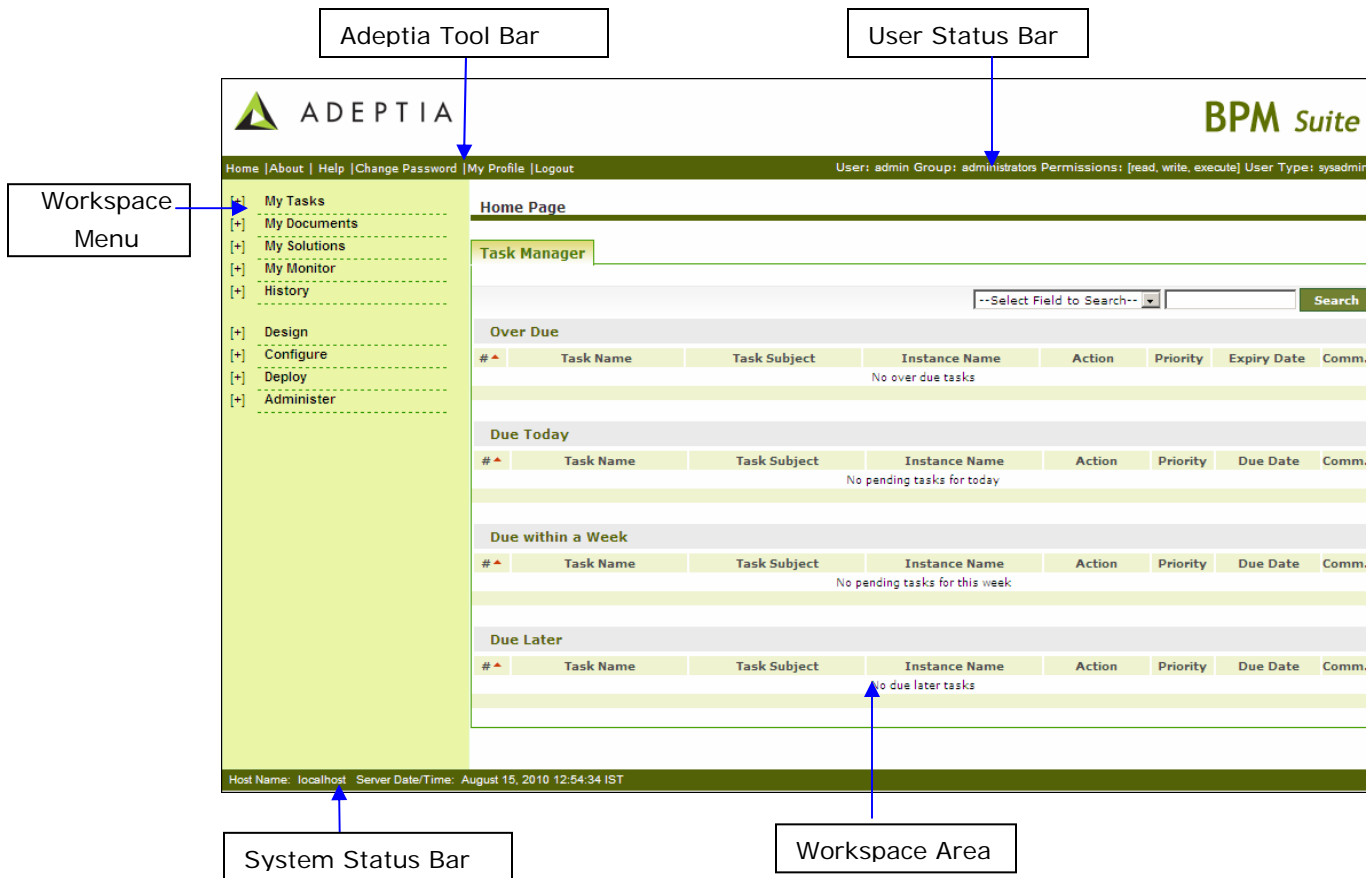 Adeptia Tool Bar
User Status Bar
ADEPTIA
BPM Suite
Home |About | Help |Change Password |My Profile |Logout
User: admin Group: administrators Permissions: [read, write, execute] User Type: sysadmin
Workspace
Menu
[+] My Tasks
[+] My Documents
[+] My Solutions
[+] My Monitor
[+] History
[+] Design
[+] Configure
[+] Deploy
[+] Administer
Home Page
Task Manager
--Select Field to Search-- Search
Over Due
# Task Name Task Subject Instance Name Action Priority Expiry Date Comm.
No over due tasks
Due Today
# Task Name Task Subject Instance Name Action Priority Due Date Comm.
No pending tasks for today
Due within a Week
# Task Name Task Subject Instance Name Action Priority Due Date Comm.
No pending tasks for this week
Due Later
# Task Name Task Subject Instance Name Action Priority Due Date Comm.
No due later tasks
Host Name: localhost Server Date/Time: August 15, 2010 12:54:34 IST
System Status Bar
Workspace Area